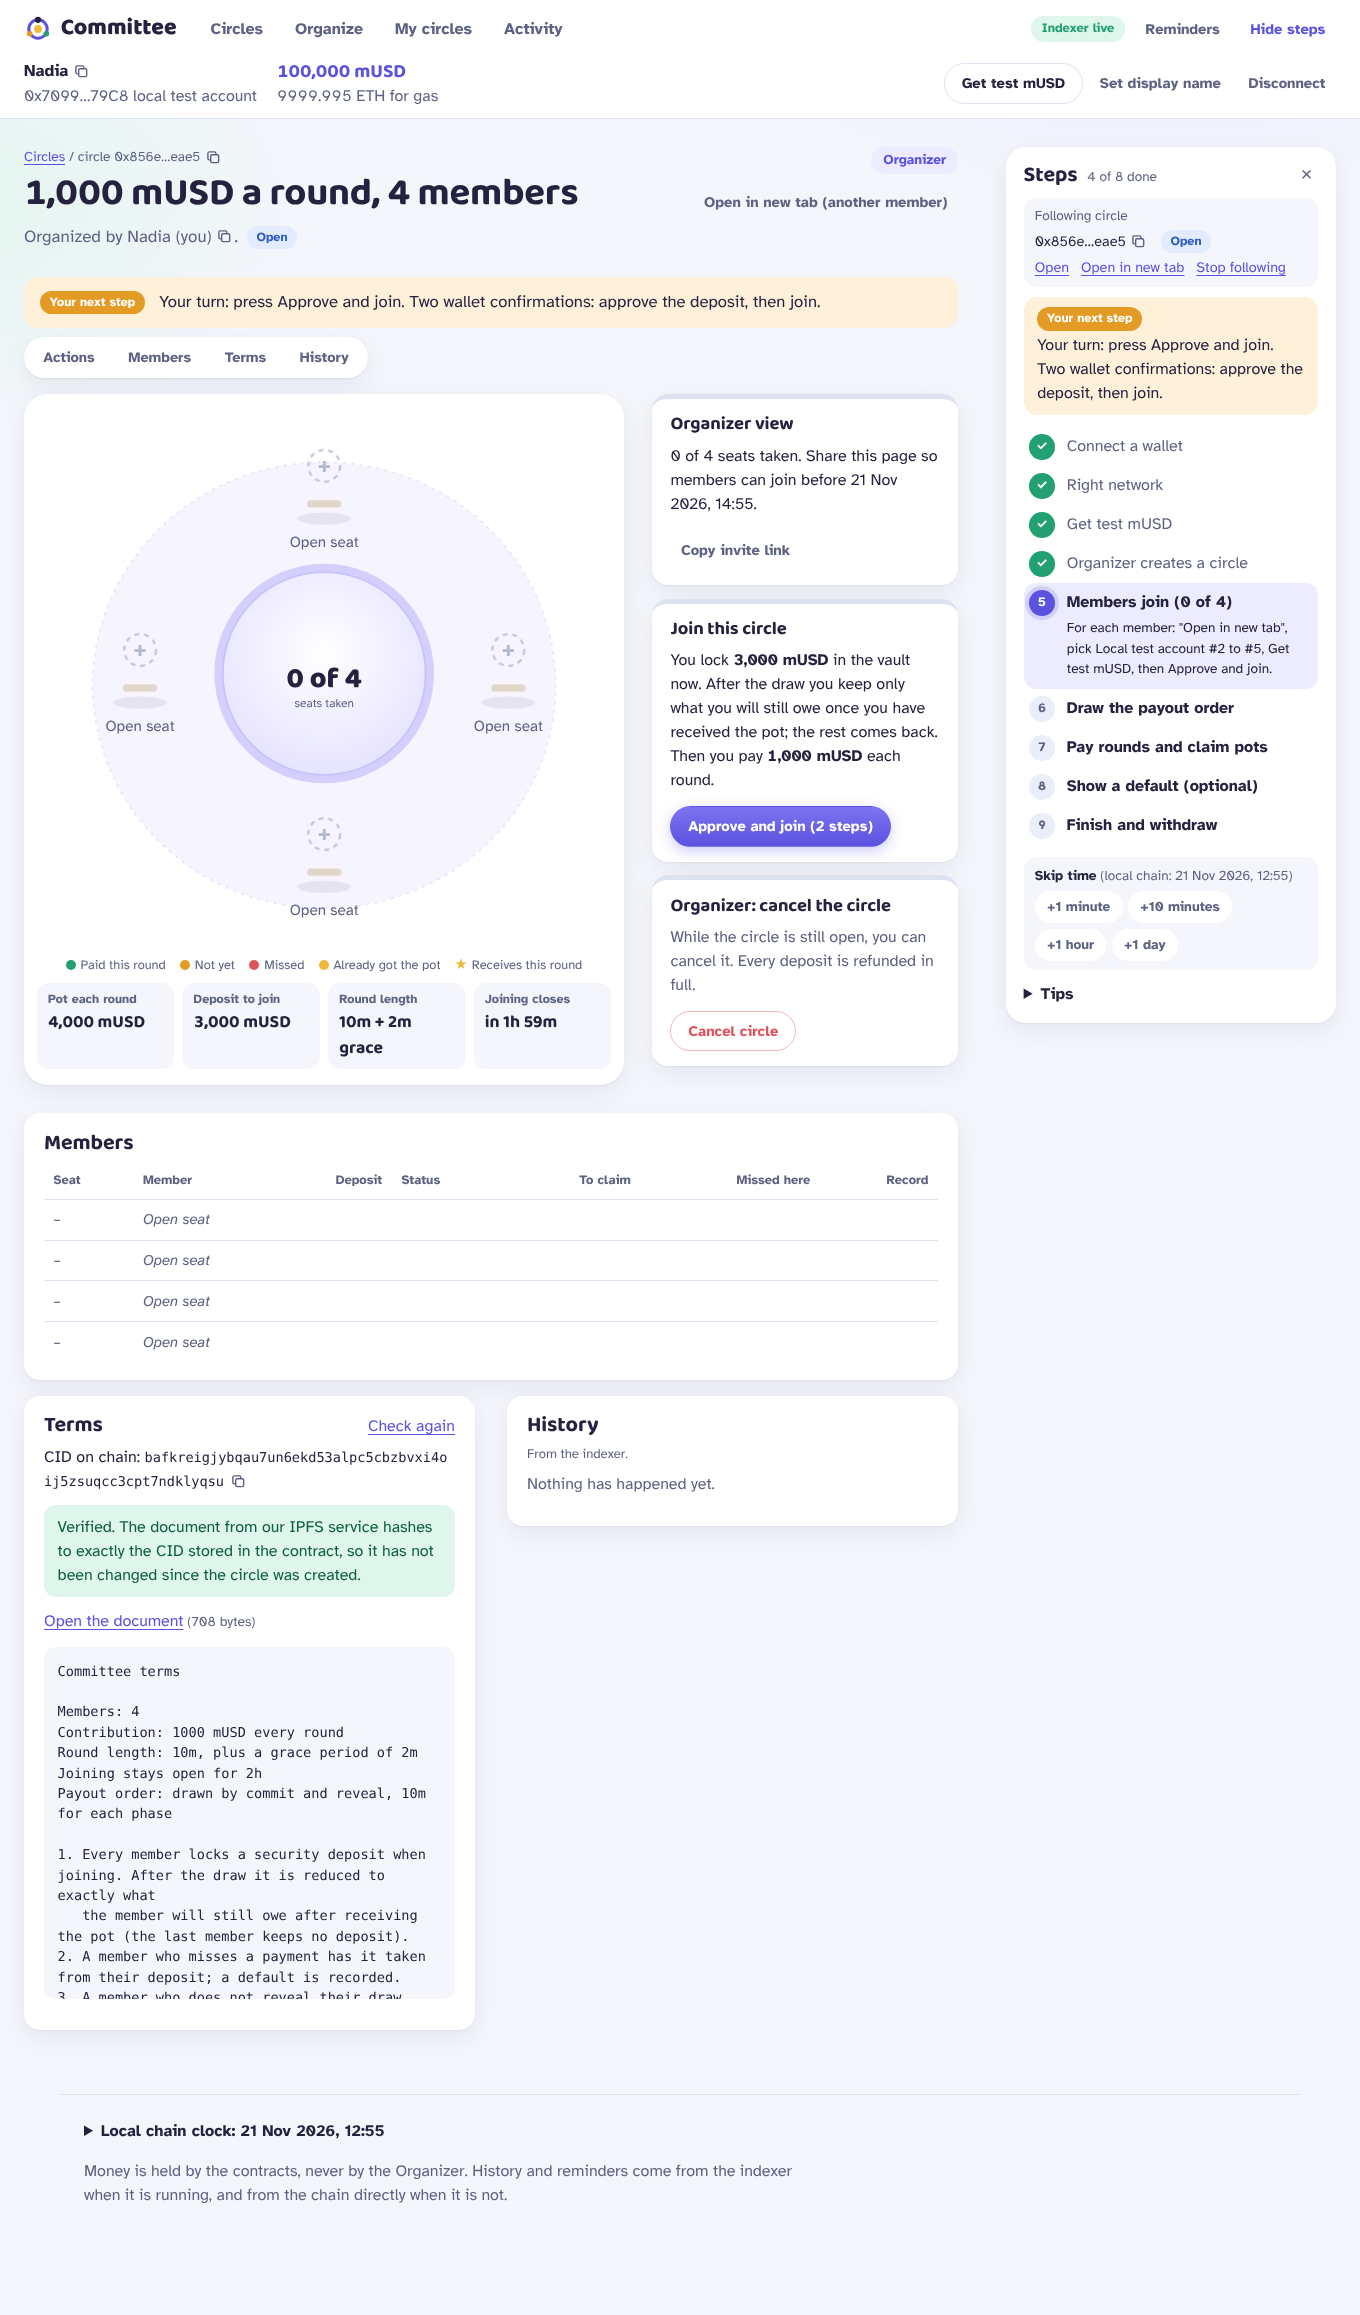 Committee
Circles
Organize
My circles
Activity
Indexer live
Reminders
Hide steps
Nadia
0x7099...79C8 local test account
100,000 mUSD
9999.995 ETH for gas
Get test mUSD
Set display name
Disconnect
Circles / circle 0x856e...eae5
Organizer
1,000 mUSD a round, 4 members
Open in new tab (another member)
Organized by Nadia (you) . Open
Your next step Your turn: press Approve and join. Two wallet confirmations: approve the deposit, then join.
Actions
Members
Terms
History
Open seat
Open seat
0 of 4
seats taken
Open seat
Open seat
Paid this round
Not yet
Missed
Already got the pot
Receives this round
Pot each round
4,000 mUSD
Deposit to join
3,000 mUSD
Round length
10m + 2m
grace
Joining closes
in 1h 59m
Organizer view
0 of 4 seats taken. Share this page so
members can join before 21 Nov
2026, 14:55.
Copy invite link
Join this circle
You lock 3,000 mUSD in the vault
now. After the draw you keep only
what you will still owe once you have
received the pot; the rest comes back.
Then you pay 1,000 mUSD each
round.
Approve and join (2 steps)
Organizer: cancel the circle
While the circle is still open, you can
cancel it. Every deposit is refunded in
full.
Cancel circle
Steps 4 of 8 done ×
Following circle
0x856e...eae5 Open
Open Open in new tab Stop following
Your next step
Your turn: press Approve and join.
Two wallet confirmations: approve the
deposit, then join.
Connect a wallet
Right network
Get test mUSD
Organizer creates a circle
5 Members join (0 of 4)
For each member: "Open in new tab",
pick Local test account #2 to #5, Get
test mUSD, then Approve and join.
6 Draw the payout order
7 Pay rounds and claim pots
8 Show a default (optional)
9 Finish and withdraw
Skip time (local chain: 21 Nov 2026, 12:55)
+1 minute
+10 minutes
+1 hour
+1 day
Tips
Members
Seat Member Deposit Status To claim Missed here Record
– Open seat
– Open seat
– Open seat
– Open seat
Terms
Check again
CID on chain: bafkreigjybqau7un6ekd53alpc5cbzbvxi4o
ij5zsuqcc3cpt7ndklyqsu
Verified. The document from our IPFS service hashes
to exactly the CID stored in the contract, so it has not
been changed since the circle was created.
Open the document (708 bytes)
Committee terms
Members: 4
Contribution: 1000 mUSD every round
Round length: 10m, plus a grace period of 2m
Joining stays open for 2h
Payout order: drawn by commit and reveal, 10m
for each phase
1. Every member locks a security deposit when
joining. After the draw it is reduced to
exactly what
the member will still owe after receiving
the pot (the last member keeps no deposit).
2. A member who misses a payment has it taken
from their deposit; a default is recorded.
3. A member who does not reveal their draw
History
From the indexer.
Nothing has happened yet.
Local chain clock: 21 Nov 2026, 12:55
Money is held by the contracts, never by the Organizer. History and reminders come from the indexer
when it is running, and from the chain directly when it is not.